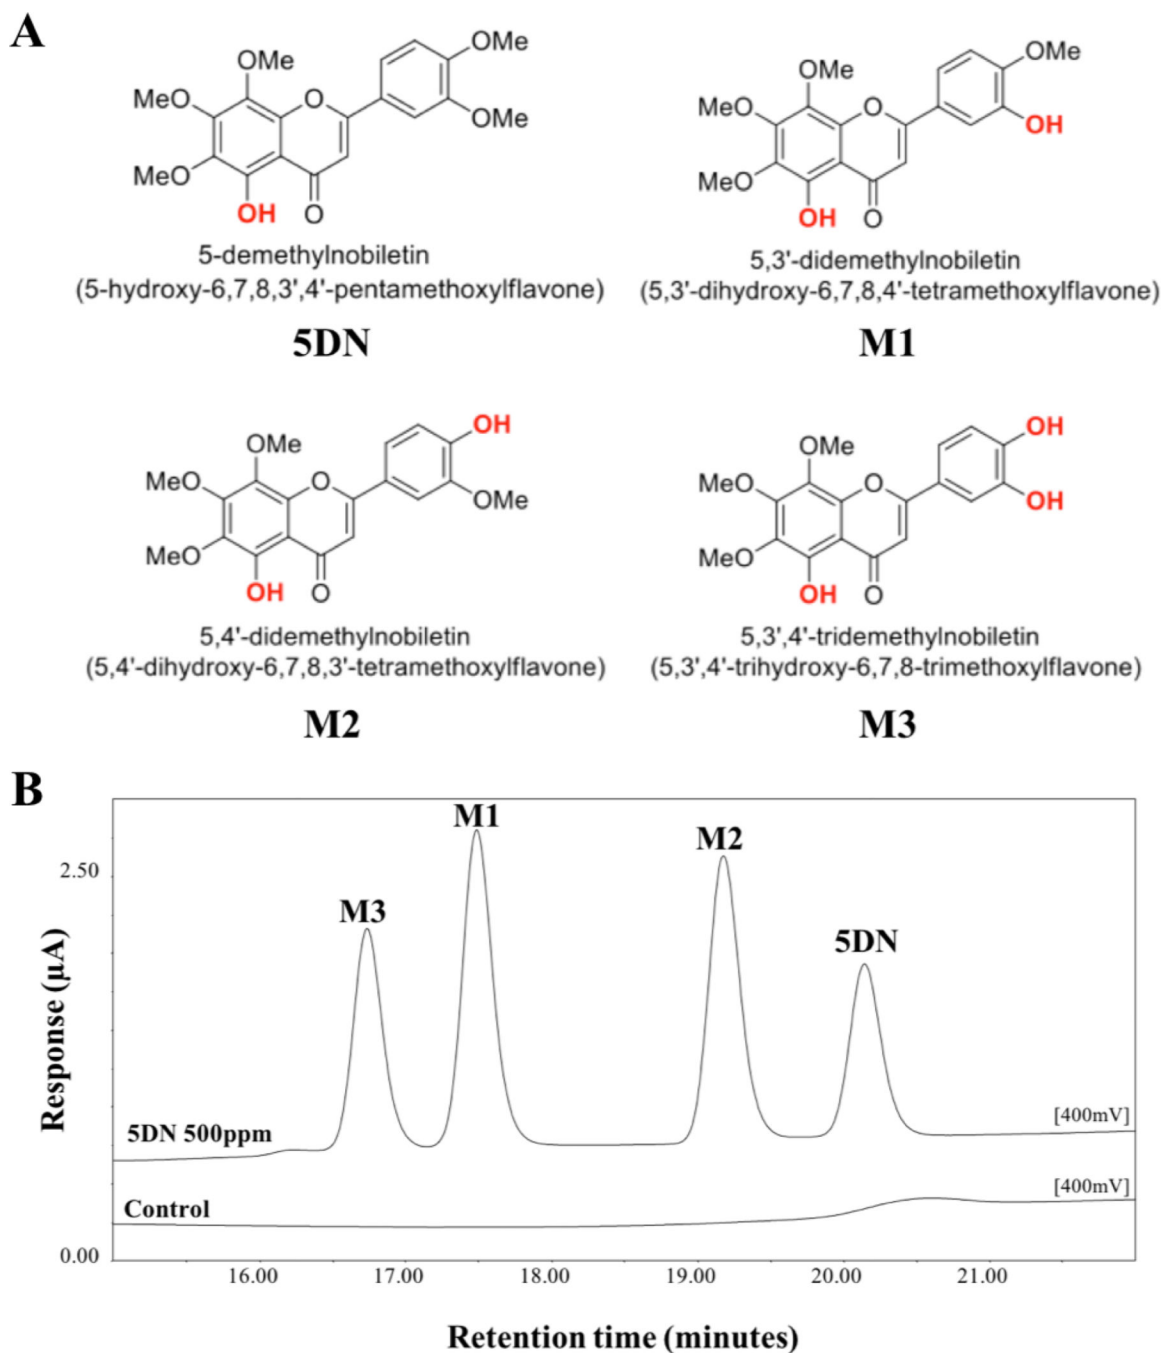 A
OMe
OMe
MeO
O
OMe
MeO
OH
O
5-demethylnobiletin
(5-hydroxy-6,7,8,3',4'-pentamethoxylflavone)
5DN
OMe
OMe
MeO
O
OH
MeO
OH
O
5,3'-didemethylnobiletin
(5,3'-dihydroxy-6,7,8,4'-tetramethoxylflavone)
M1
OH
OMe
MeO
O
OMe
MeO
OH
O
5,4'-didemethylnobiletin
(5,4'-dihydroxy-6,7,8,3'-tetramethoxylflavone)
M2
OH
OMe
MeO
O
OH
MeO
OH
O
5,3',4'-tridemethylnobiletin
(5,3',4'-trihydroxy-6,7,8-trimethoxylflavone)
M3
B
M1
M2
2.50
M3
5DN
Response (µA)
[400mV]
5DN 500ppm
[400mV]
Control
0.00
16.00 17.00 18.00 19.00 20.00 21.00
Retention time (minutes)